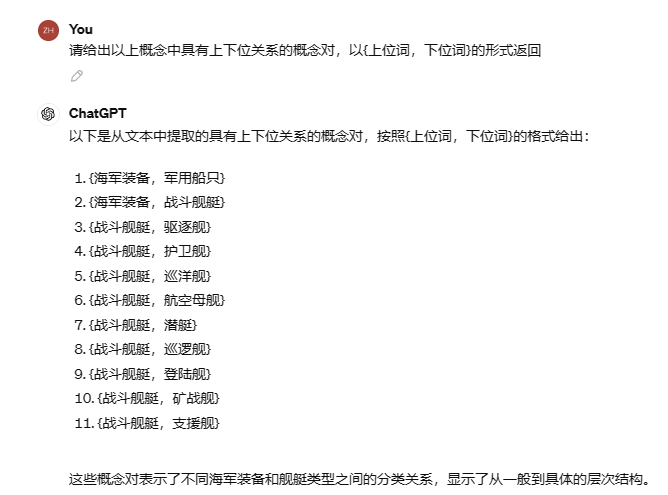 ZH
You
请给出以上概念中具有上下位关系的概念对，以{上位词，下位词}的形式返回
ChatGPT
以下是从文本中提取的具有上下位关系的概念对，按照{上位词，下位词}的格式给出：
1. {海军装备，军用船只}
2. {海军装备，战斗舰艇}
3. {战斗舰艇，驱逐舰}
4. {战斗舰艇，护卫舰}
5. {战斗舰艇，巡洋舰}
6. {战斗舰艇，航空母舰}
7. {战斗舰艇，潜艇}
8. {战斗舰艇，巡逻舰}
9. {战斗舰艇，登陆舰}
10. {战斗舰艇，矿战舰}
11. {战斗舰艇，支援舰}
这些概念对表示了不同海军装备和舰艇类型之间的分类关系，显示了从一般到具体的层次结构。